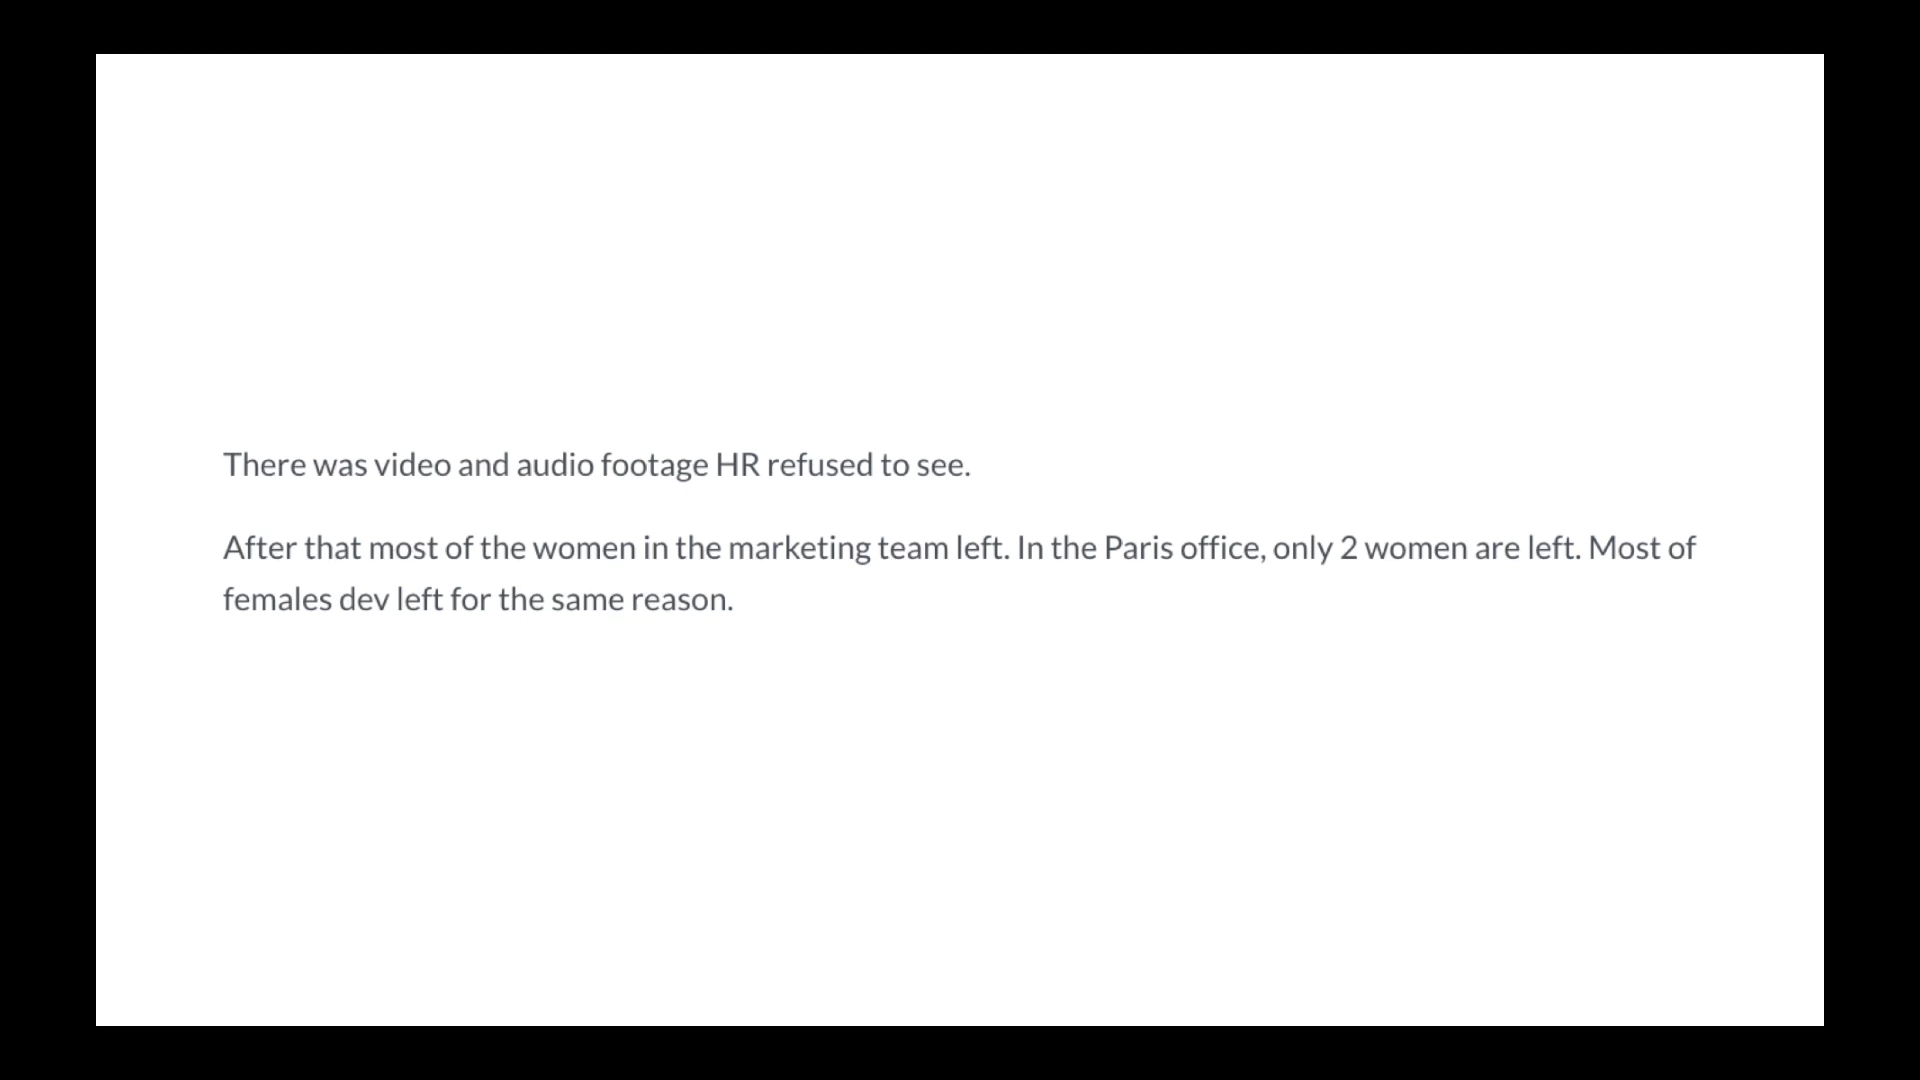 There was video and audio footage HR refused to see.
After that most of the women in the marketing team left. In the Paris office, only 2 women are left. Most of
females dev left for the same reason.